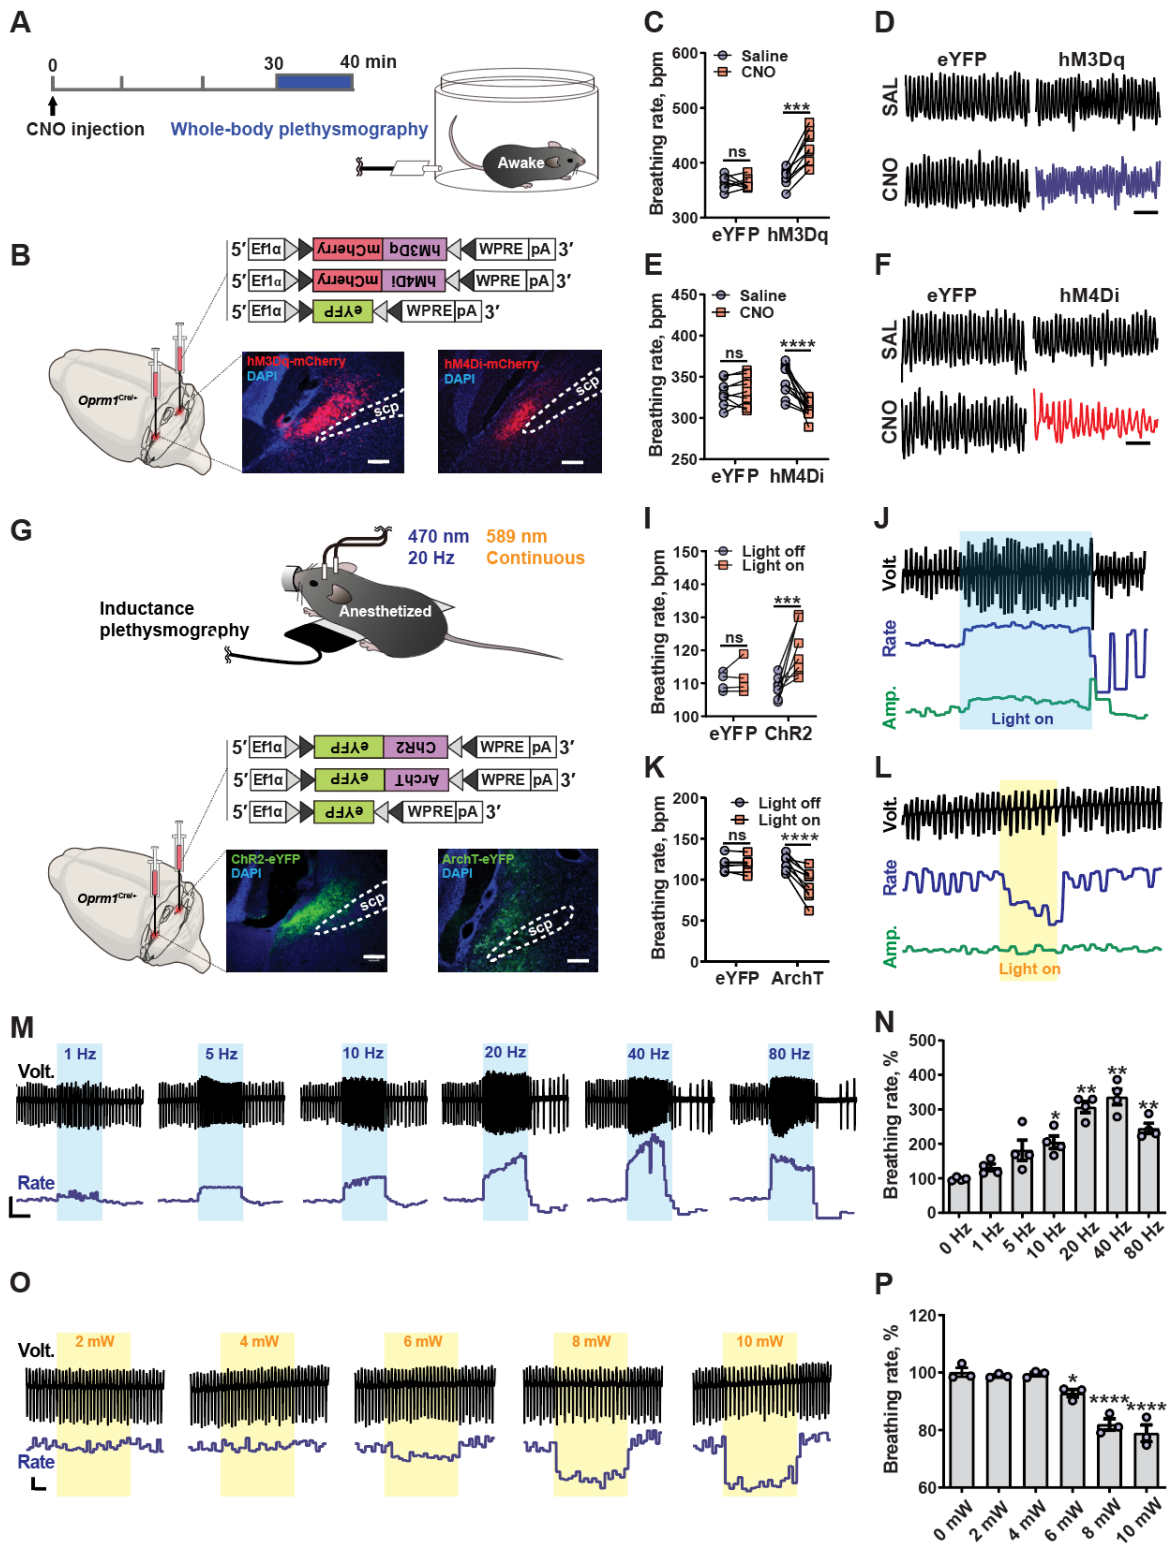 A
0
30
40 min
CNO injection
Whole-body plethysmography
Awake
B
5′ Ef1α mCherry hM3Dq WPRE pA 3′
5′ Ef1α mCherry hM4Di WPRE pA 3′
5′ Ef1α eYFP WPRE pA 3′
Oprm1Cre/+
hM3Dq-mCherry
DAPI
scp
hM4Di-mCherry
DAPI
scp
C
Breathing rate, bpm
600
500
400
300
Saline
CNO
ns
***
eYFP hM3Dq
D
eYFP
hM3Dq
SAL
CNO
E
Breathing rate, bpm
450
400
350
300
250
Saline
CNO
ns
****
eYFP hM4Di
F
eYFP
hM4Di
SAL
CNO
G
470 nm
20 Hz
589 nm
Continuous
Anesthetized
Inductance
plethysmography
5′ Ef1α eYFP ChR2 WPRE pA 3′
5′ Ef1α eYFP ArchT WPRE pA 3′
5′ Ef1α eYFP WPRE pA 3′
Oprm1Cre/+
ChR2-eYFP
DAPI
scp
ArchT-eYFP
DAPI
scp
I
Breathing rate, bpm
150
140
130
120
110
100
Light off
Light on
ns
***
eYFP ChR2
J
Volt.
Rate
Amp.
Light on
K
Breathing rate, bpm
200
150
100
50
0
Light off
Light on
ns
****
eYFP ArchT
L
Volt.
Rate
Amp.
Light on
M
Volt.
Rate
1 Hz
5 Hz
10 Hz
20 Hz
40 Hz
80 Hz
N
Breathing rate, %
500
400
300
200
100
0
*
**
**
**
0 Hz
1 Hz
5 Hz
10 Hz
20 Hz
40 Hz
80 Hz
O
Volt.
Rate
2 mW
4 mW
6 mW
8 mW
10 mW
P
Breathing rate, %
120
100
80
60
*
****
****
0 mW
2 mW
4 mW
6 mW
8 mW
10 mW